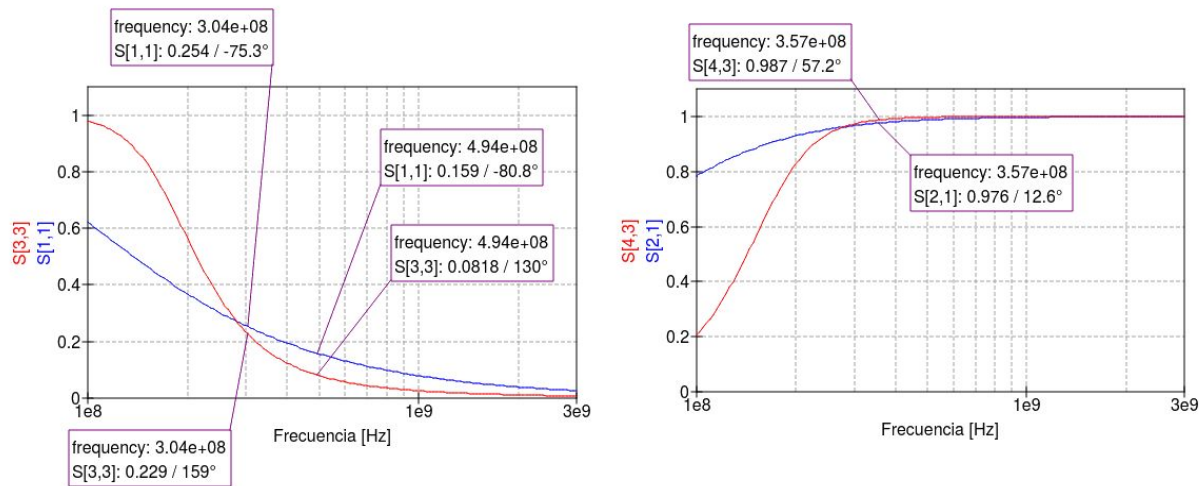 frequency: 3.04e+08
S[1,1]: 0.254 / -75.3°
frequency: 4.94e+08
S[1,1]: 0.159 / -80.8°
frequency: 4.94e+08
S[3,3]: 0.0818 / 130°
frequency: 3.04e+08
S[3,3]: 0.229 / 159°
1
0.8
0.6
0.4
0.2
0
S[3,3]
S[1,1]
1e8
1e9
3e9
Frecuencia [Hz]
frequency: 3.57e+08
S[4,3]: 0.987 / 57.2°
frequency: 3.57e+08
S[2,1]: 0.976 / 12.6°
1
0.8
0.6
0.4
0.2
0
S[4,3]
S[2,1]
1e8
1e9
3e9
Frecuencia [Hz]